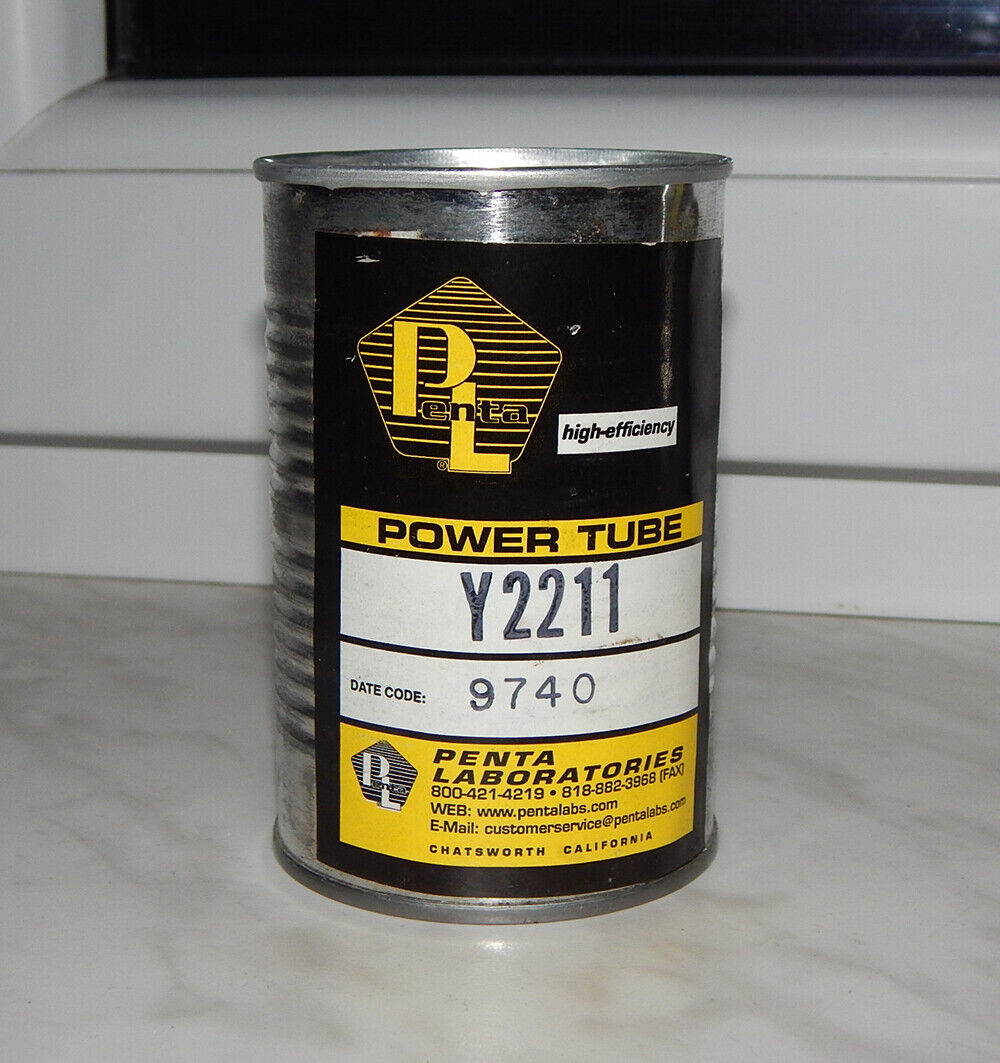 Penta
L
®
high-efficiency
POWER TUBE
Y2211
DATE CODE: 9740
Penta
L
PENTA
LABORATORIES
800-421-4219 • 818-882-3968 (FAX)
WEB: www.pentalabs.com
E-Mail: customerservice@pentalabs.com
CHATSWORTH CALIFORNIA